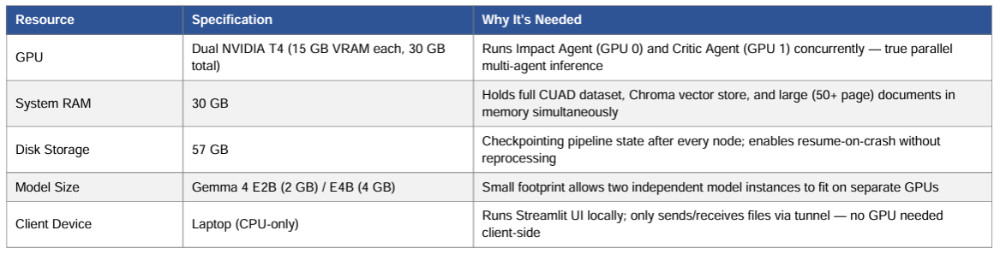 Resource Specification Why It's Needed
GPU
Dual NVIDIA T4 (15 GB VRAM each, 30 GB
total)
Runs Impact Agent (GPU 0) and Critic Agent (GPU 1) concurrently — true parallel
multi-agent inference
System RAM
30 GB
Holds full CUAD dataset, Chroma vector store, and large (50+ page) documents in
memory simultaneously
Disk Storage
57 GB
Checkpointing pipeline state after every node; enables resume-on-crash without
reprocessing
Model Size
Gemma 4 E2B (2 GB) / E4B (4 GB)
Small footprint allows two independent model instances to fit on separate GPUs
Client Device
Laptop (CPU-only)
Runs Streamlit UI locally; only sends/receives files via tunnel — no GPU needed
client-side